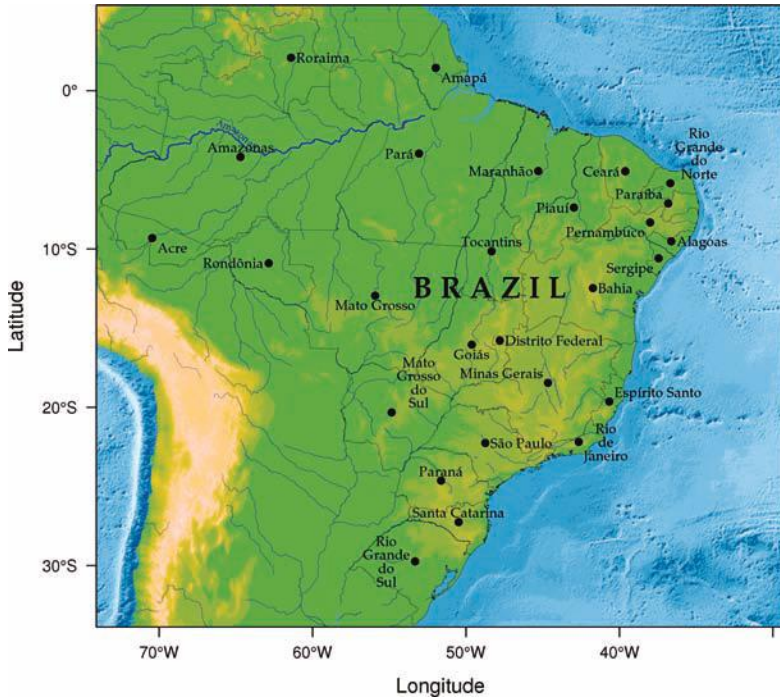 Roraima
Amapá
0°
Amazon
Amazonas
Pará
Maranhão
Ceará
Rio
Grande
do
Norte
Paraíba
Piauí
Pernambuco
Acre
Rondônia
Tocantins
Alagoas
10°S
Sergipe
BRAZIL
Bahia
Mato Grosso
Latitude
Goiás
Distrito Federal
Mato
Grosso
do
Sul
Minas Gerais
Espírito Santo
20°S
São Paulo
Rio
de
Janeiro
Paraná
Santa Catarina
Rio
Grande
do
Sul
30°S
70°W
60°W
50°W
40°W
Longitude